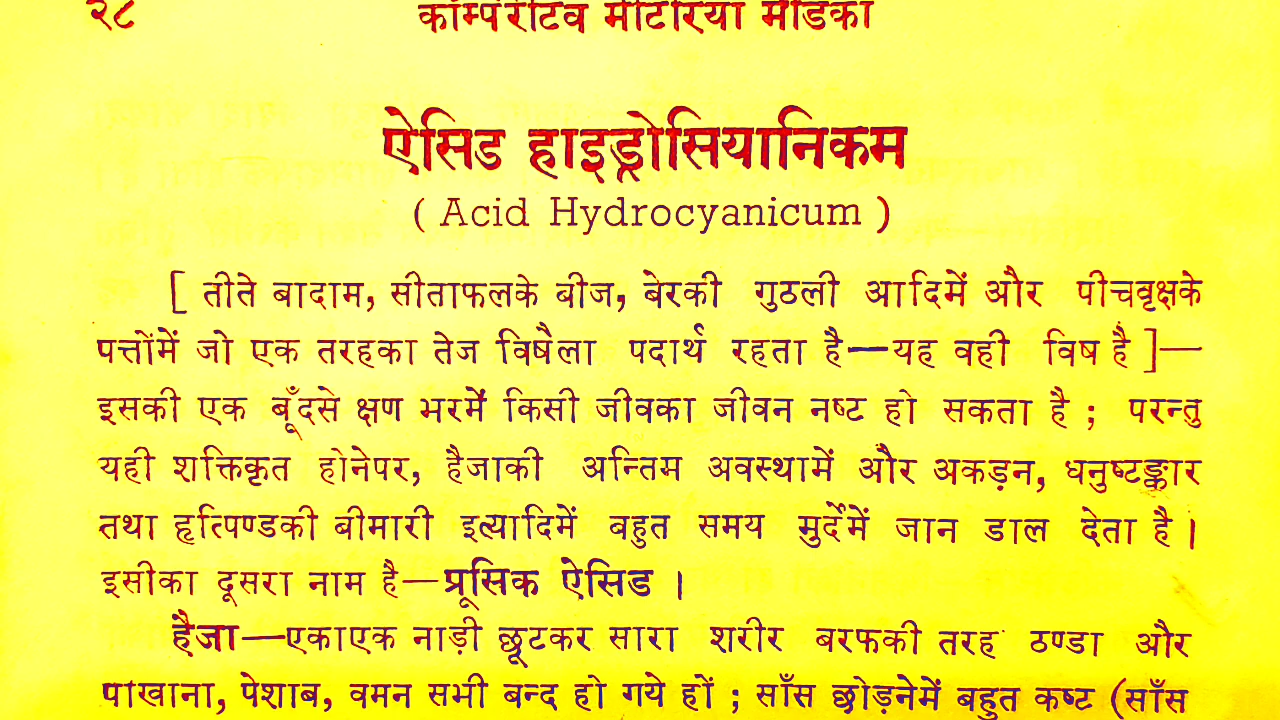 २८ कॉम्पेरेटिव मेटिरिया मेडिका
ऐसिड हाइड्रोसियानिकम
( Acid Hydrocyanicum )
[ तीते बादाम, सीताफलके बीज, बेरकी गुठली आदिमें और पीचवृक्षके
पत्तोंमें जो एक तरहका तेज विषैला पदार्थ रहता है—यह वही विष है ]—
इसकी एक बूँदसे क्षण भरमें किसी जीवका जीवन नष्ट हो सकता है ; परन्तु
यही शक्तिकृत होनेपर, हैजाकी अन्तिम अवस्थामें और अकड़न, धनुष्टङ्कार
तथा हृत्पिण्डकी बीमारी इत्यादिमें बहुत समय मुर्देमें जान डाल देता है।
इसीका दूसरा नाम है—प्रूसिक ऐसिड ।
हैजा—एकाएक नाड़ी छूटकर सारा शरीर बरफकी तरह ठण्डा और
पाखाना, पेशाब, वमन सभी बन्द हो गये हों ; साँस छोड़नेमें बहुत कष्ट (साँस